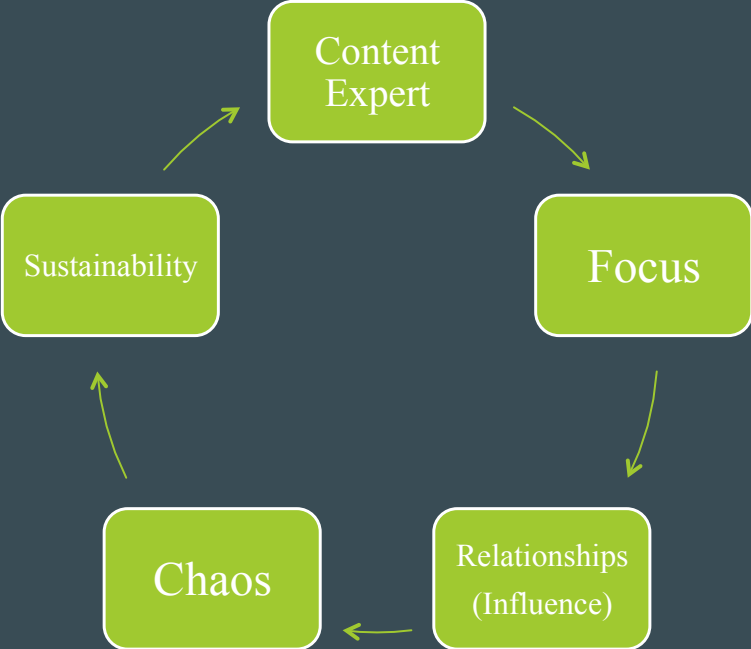 Content
Expert
Focus
Relationships
(Influence)
Chaos
Sustainability